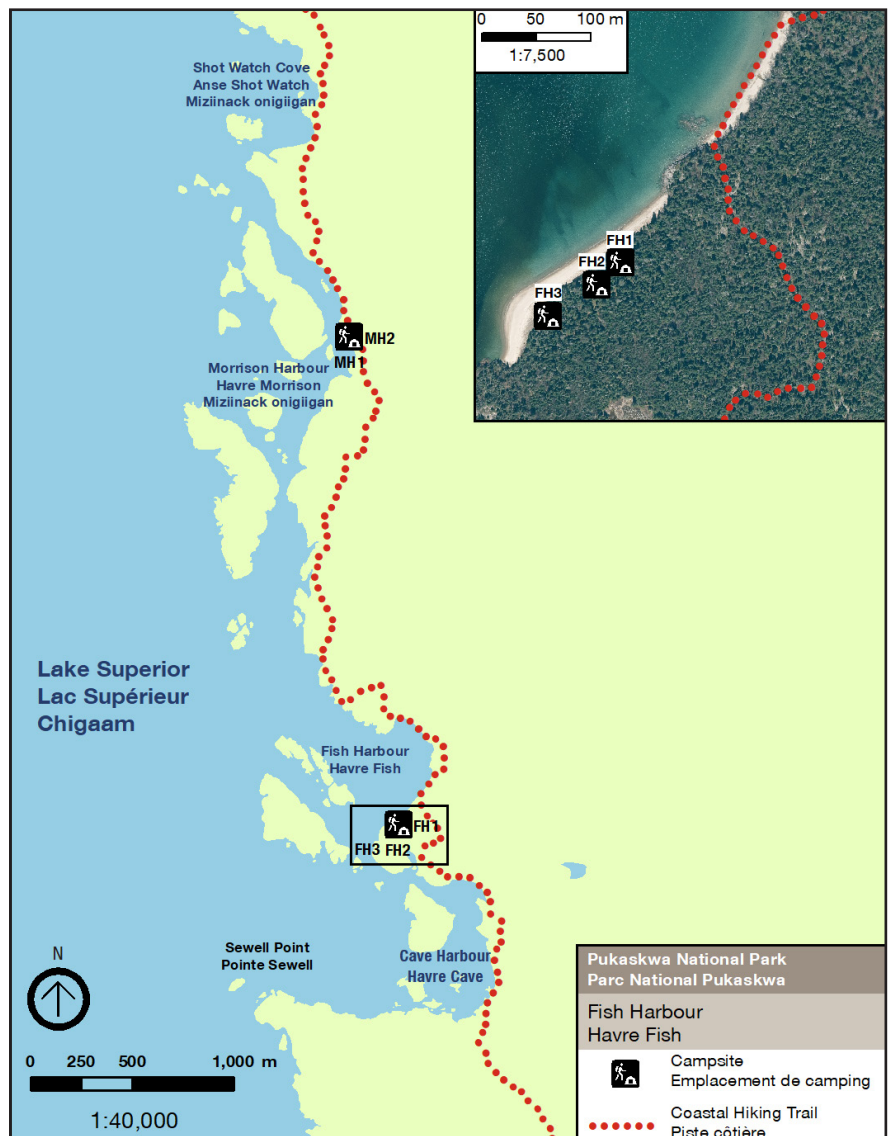 0 50 100 m
1:7,500
Shot Watch Cove
Anse Shot Watch
Miziinack onigiigan
FH1
FH2
FH3
MH2
MH1
Morrison Harbour
Havre Morrison
Miziinack onigiigan
Lake Superior
Lac Supérieur
Chigaam
Fish Harbour
Havre Fish
FH1
FH3 FH2
Sewell Point
Pointe Sewell
Cave Harbour
Havre Cave
N
0 250 500 1,000 m
1:40,000
Pukaskwa National Park
Parc National Pukaskwa
Fish Harbour
Havre Fish
Campsite
Emplacement de camping
Coastal Hiking Trail
Piste côtière